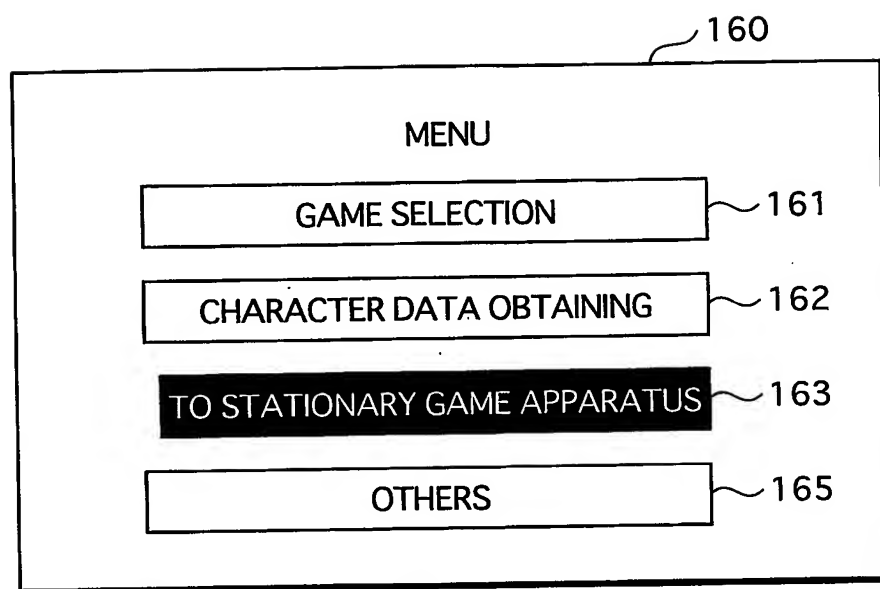 160
MENU
GAME SELECTION 161
CHARACTER DATA OBTAINING 162
TO STATIONARY GAME APPARATUS 163
OTHERS 165